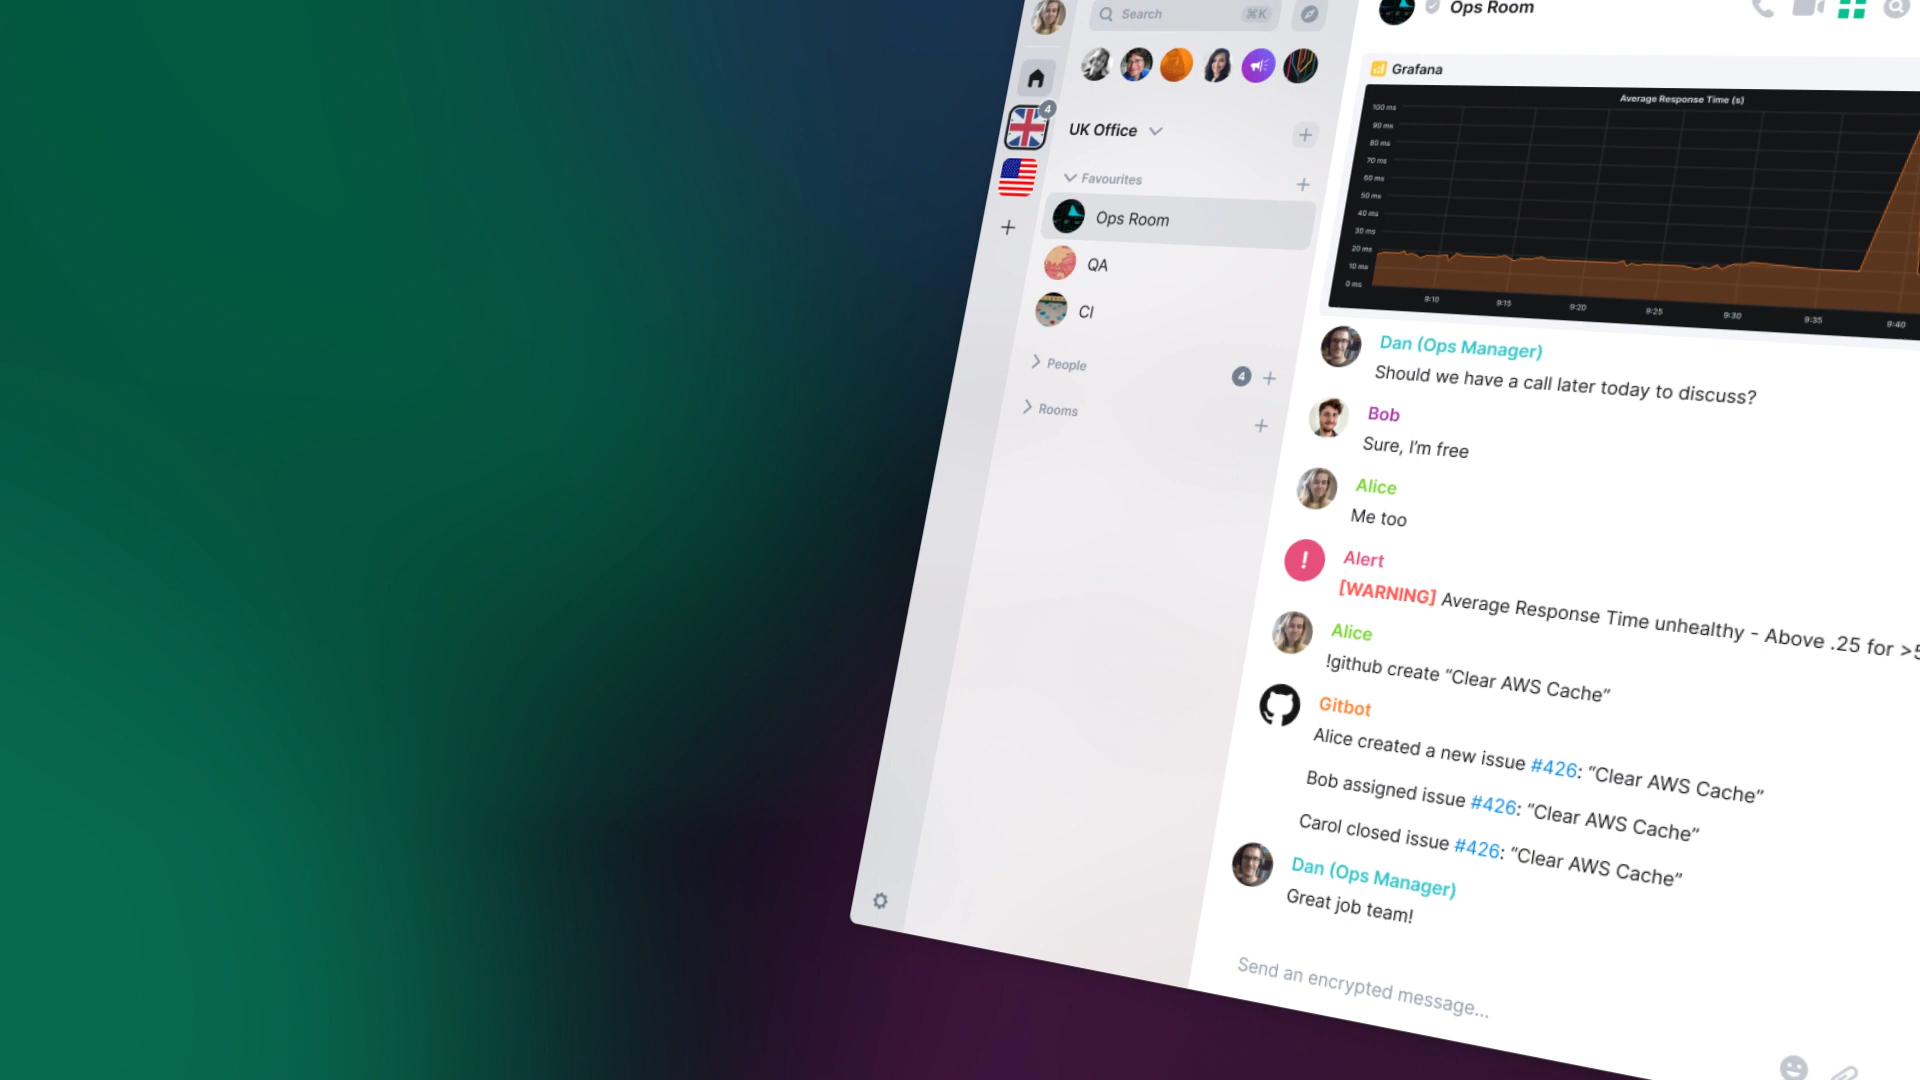 Search
⌘K
Ops Room
4
UK Office
Favourites
Ops Room
QA
CI
People
4
Rooms
Grafana
Average Response Time (s)
100 ms
90 ms
80 ms
70 ms
60 ms
50 ms
40 ms
30 ms
20 ms
10 ms
0 ms
9:10 9:15 9:20 9:25 9:30 9:35 9:40
Dan (Ops Manager)
Should we have a call later today to discuss?
Bob
Sure, I’m free
Alice
Me too
!
Alert
[WARNING] Average Response Time unhealthy - Above .25 for >5
Alice
!github create “Clear AWS Cache”
Gitbot
Alice created a new issue #426: “Clear AWS Cache”
Bob assigned issue #426: “Clear AWS Cache”
Carol closed issue #426: “Clear AWS Cache”
Dan (Ops Manager)
Great job team!
Send an encrypted message...